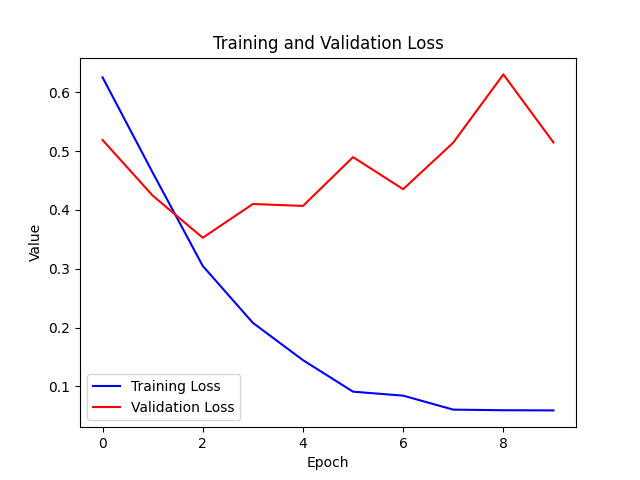 Training and Validation Loss
0.6
0.5
0.4
0.3
0.2
0.1
Value
Training Loss
Validation Loss
0 2 4 6 8
Epoch